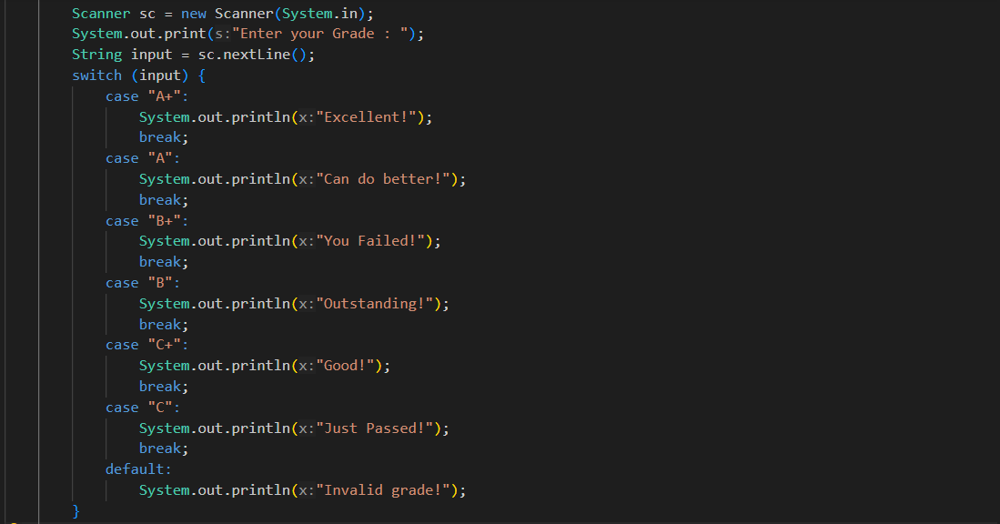 Scanner sc = new Scanner(System.in);
System.out.print(s:"Enter your Grade : ");
String input = sc.nextLine();
switch (input) {
    case "A+":
        System.out.println(x:"Excellent!");
        break;
    case "A":
        System.out.println(x:"Can do better!");
        break;
    case "B+":
        System.out.println(x:"You Failed!");
        break;
    case "B":
        System.out.println(x:"Outstanding!");
        break;
    case "C+":
        System.out.println(x:"Good!");
        break;
    case "C":
        System.out.println(x:"Just Passed!");
        break;
    default:
        System.out.println(x:"Invalid grade!");
}